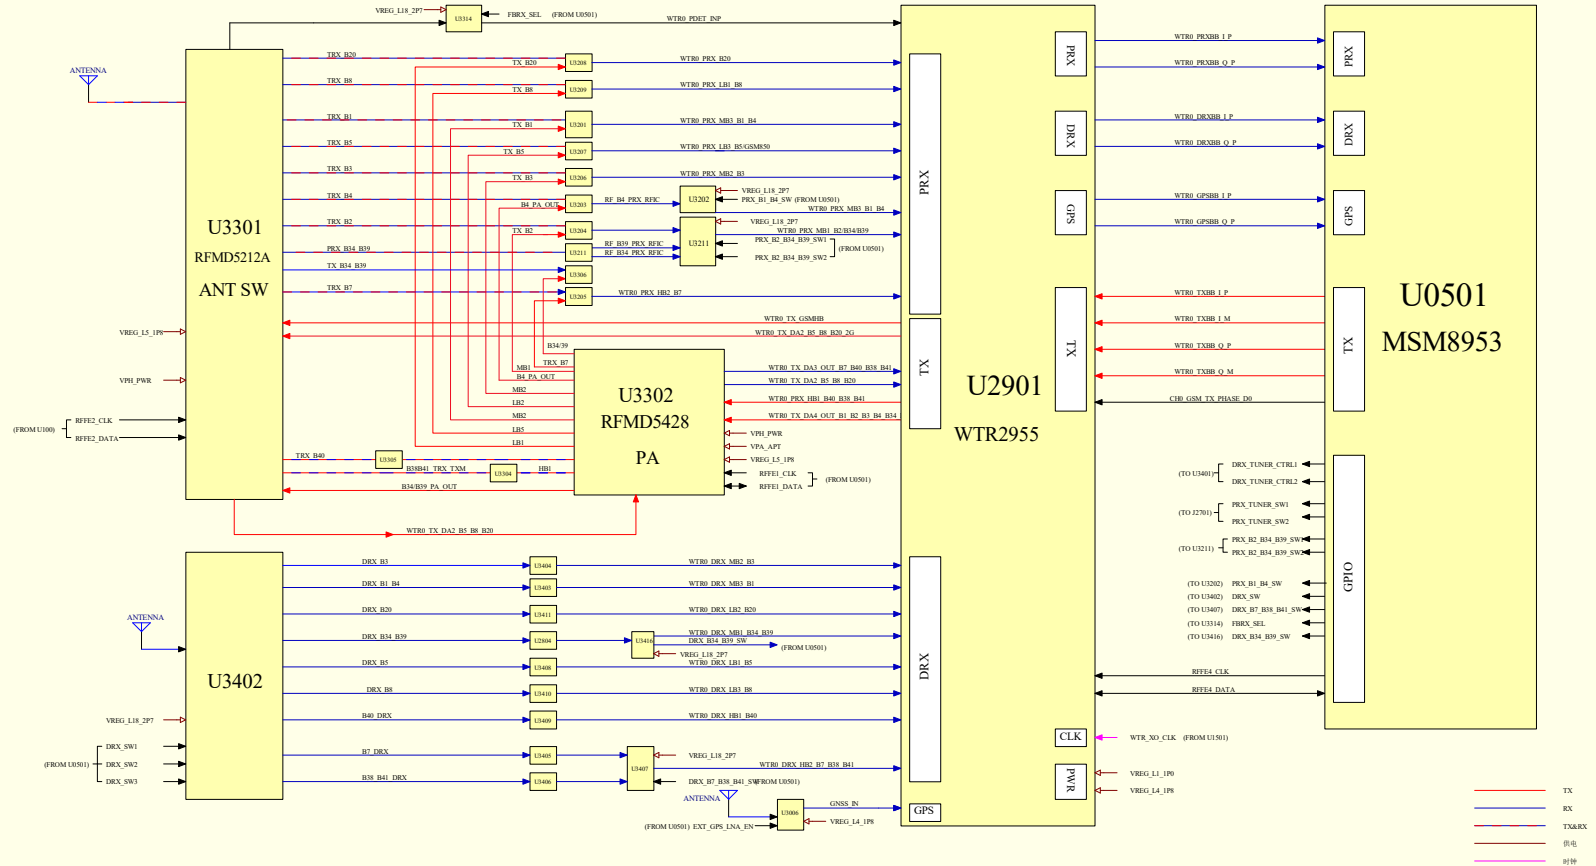 VREG_L18_2P7
U3314
FBRX_SEL (FROM U0501)
WTR0_PDET_INP
ANTENNA
U3301
RFMD5212A
ANT SW
VREG_L5_1P8
VPH_PWR
(FROM U100)
RFFE2_CLK
RFFE2_DATA
TRX_B20
TX_B20
U3208
WTR0_PRX_B20
TRX_B8
TX_B8
U3209
WTR0_PRX_LB1_B8
TRX_B1
TX_B1
U3201
WTR0_PRX_MB3_B1_B4
TRX_B5
TX_B5
U3207
WTR0_PRX_LB3_B5/GSM850
TRX_B3
TX_B3
U3206
WTR0_PRX_MB2_B3
TRX_B4
B4_PA_OUT
U3203
RF_B4_PRX_RFIC
U3202
VREG_L18_2P7
PRX_B1_B4_SW (FROM U0501)
WTR0_PRX_MB3_B1_B4
TRX_B2
TX_B2
U3204
U3211
VREG_L18_2P7
WTR0_PRX_MB1_B2/B34/B39
PRX_B2_B34_B39_SW1
(FROM U0501)
PRX_B2_B34_B39_SW2
PRX_B34_B39
U3211
RF_B39_PRX_RFIC
RF_B34_PRX_RFIC
TX_B34_B39
U3306
TRX_B7
U3205
WTR0_PRX_HB2_B7
WTR0_TX_GSMHB
WTR0_TX_DA2_B5_B8_B20_2G
B34/39
TRX_B7
MB1
B4_PA_OUT
MB2
LB2
MB2
LB5
LB1
U3302
RFMD5428
PA
WTR0_TX_DA3_OUT_B7_B40_B38_B41
WTR0_TX_DA2_B5_B8_B20
WTR0_PRX_HB1_B40_B38_B41
WTR0_TX_DA4_OUT_B1_B2_B3_B4_B34
VPH_PWR
VPA_APT
VREG_L5_1P8
RFFE1_CLK
(FROM U0501)
RFFE1_DATA
TRX_B40
U3305
B38B41_TRX_TXM
U3304
HB1
B34/B39_PA_OUT
WTR0_TX_DA2_B5_B8_B20
ANTENNA
U3402
VREG_L18_2P7
(FROM U0501)
DRX_SW1
DRX_SW2
DRX_SW3
DRX_B3
U3404
WTR0_DRX_MB2_B3
DRX_B1_B4
U3403
WTR0_DRX_MB3_B1
DRX_B20
U3411
WTR0_DRX_LB2_B20
DRX_B34_B39
U2804
U3416
WTR0_DRX_MB1_B34_B39
DRX_B34_B39_SW
(FROM U0501)
VREG_L18_2P7
DRX_B5
U3408
WTR0_DRX_LB1_B5
DRX_B8
U3410
WTR0_DRX_LB3_B8
B40_DRX
U3409
WTR0_DRX_HB1_B40
B7_DRX
U3405
U3407
VREG_L18_2P7
WTR0_DRX_HB2_B7_B38_B41
B38_B41_DRX
U3406
DRX_B7_B38_B41_SW(FROM U0501)
ANTENNA
U3006
GNSS_IN
VREG_L4_1P8
(FROM U0501) EXT_GPS_LNA_EN
PRX
TX
DRX
GPS
U2901
WTR2955
PRX
DRX
GPS
TX
CLK
PWR
WTR0_PRXBB_I_P
WTR0_PRXBB_Q_P
WTR0_DRXBB_I_P
WTR0_DRXBB_Q_P
WTR0_GPSBB_I_P
WTR0_GPSBB_Q_P
WTR0_TXBB_I_P
WTR0_TXBB_I_M
WTR0_TXBB_Q_P
WTR0_TXBB_Q_M
CH0_GSM_TX_PHASE_D0
(TO U3401)
DRX_TUNER_CTRL1
DRX_TUNER_CTRL2
(TO J2701)
PRX_TUNER_SW1
PRX_TUNER_SW2
(TO U3211)
PRX_B2_B34_B39_SW1
PRX_B2_B34_B39_SW2
(TO U3202) PRX_B1_B4_SW
(TO U3402) DRX_SW
(TO U3407) DRX_B7_B38_B41_SW
(TO U3314) FBRX_SEL
(TO U3416) DRX_B34_B39_SW
RFFE4_CLK
RFFE4_DATA
WTR_XO_CLK (FROM U1501)
VREG_L1_1P0
VREG_L4_1P8
PRX
DRX
GPS
TX
GPIO
U0501
MSM8953
TX
RX
TX&RX
供电
时钟